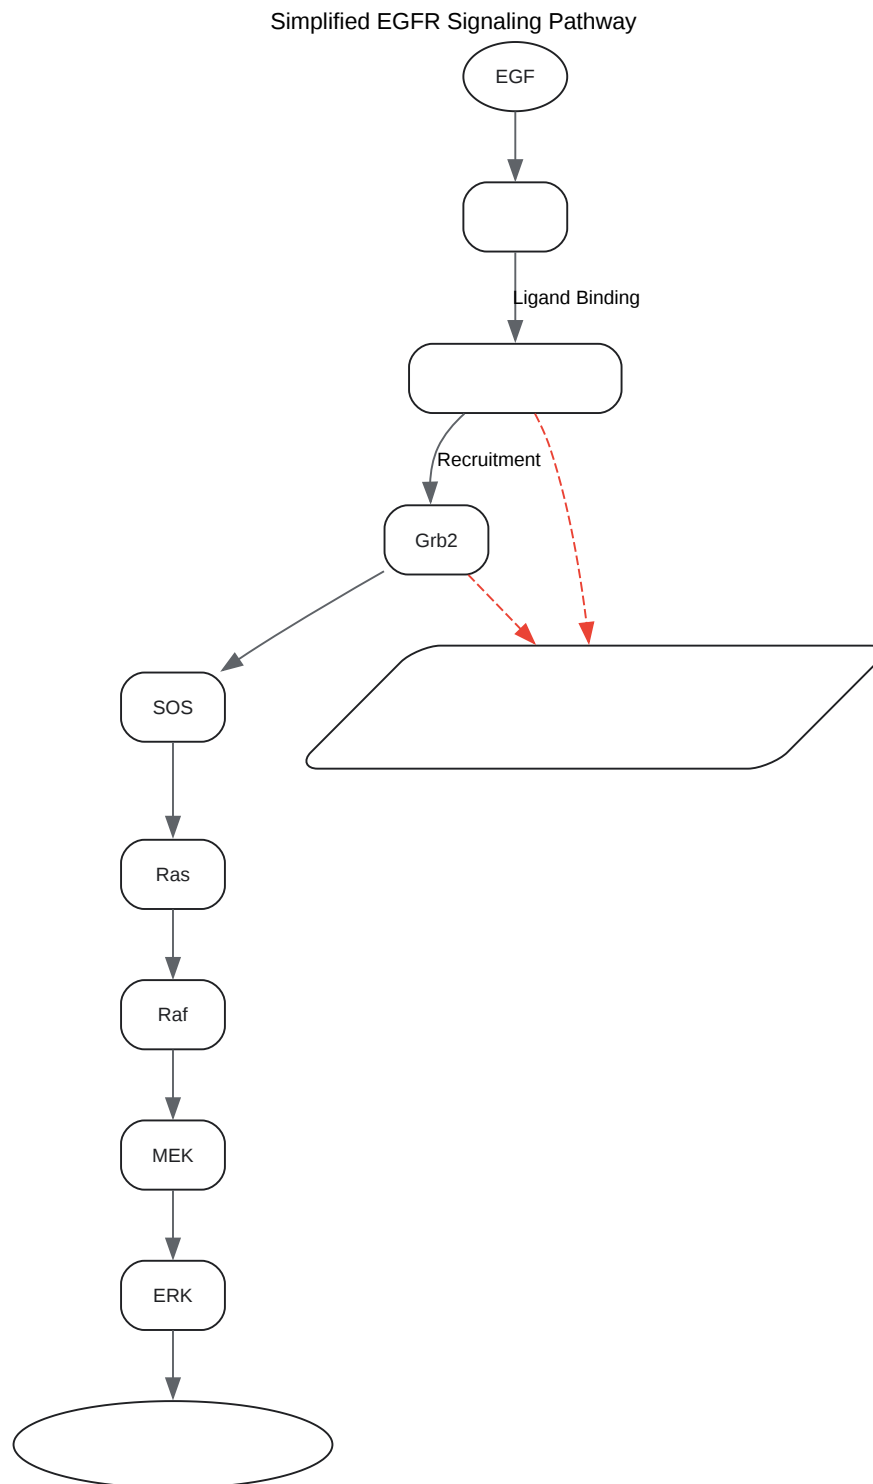 Simplified EGFR Signaling Pathway
EGF
Ligand Binding
Recruitment
Grb2
SOS
Ras
Raf
MEK
ERK